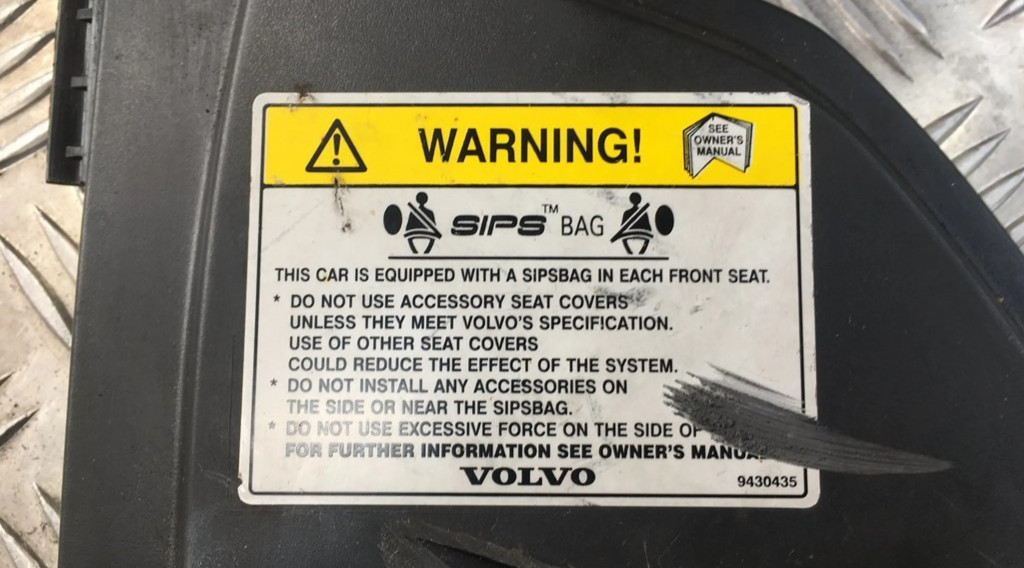 WARNING!
SEE
OWNER'S
MANUAL
SIPS™ BAG
THIS CAR IS EQUIPPED WITH A SIPSBAG IN EACH FRONT SEAT.
* DO NOT USE ACCESSORY SEAT COVERS
UNLESS THEY MEET VOLVO'S SPECIFICATION.
USE OF OTHER SEAT COVERS
COULD REDUCE THE EFFECT OF THE SYSTEM.
* DO NOT INSTALL ANY ACCESSORIES ON
THE SIDE OR NEAR THE SIPSBAG.
* DO NOT USE EXCESSIVE FORCE ON THE SIDE OF
FOR FURTHER INFORMATION SEE OWNER'S MANUA
VOLVO
9430435